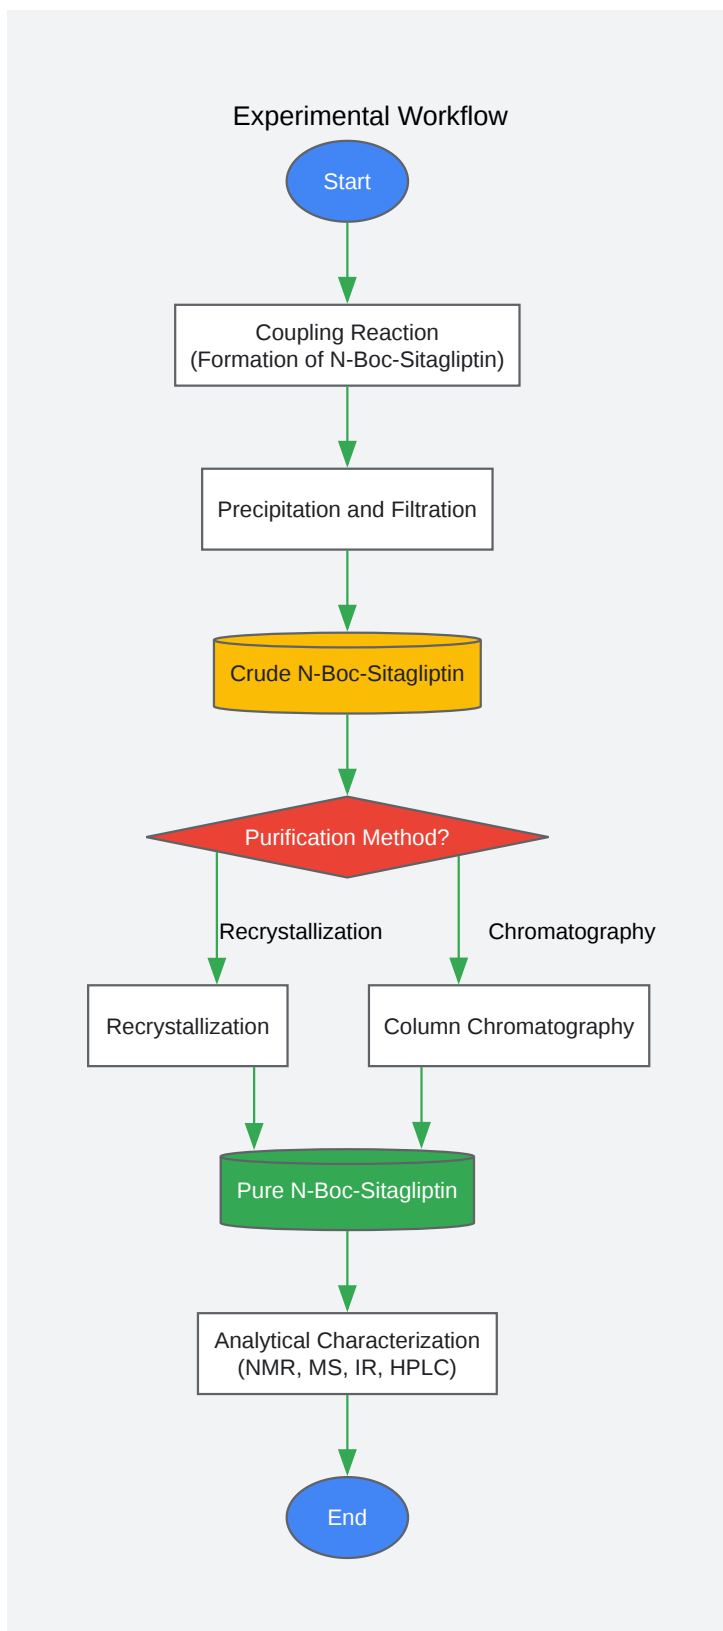 Experimental Workflow
Start
Coupling Reaction
(Formation of N-Boc-Sitagliptin)
Precipitation and Filtration
Crude N-Boc-Sitagliptin
Purification Method?
Recrystallization
Chromatography
Recrystallization
Column Chromatography
Pure N-Boc-Sitagliptin
Analytical Characterization
(NMR, MS, IR, HPLC)
End